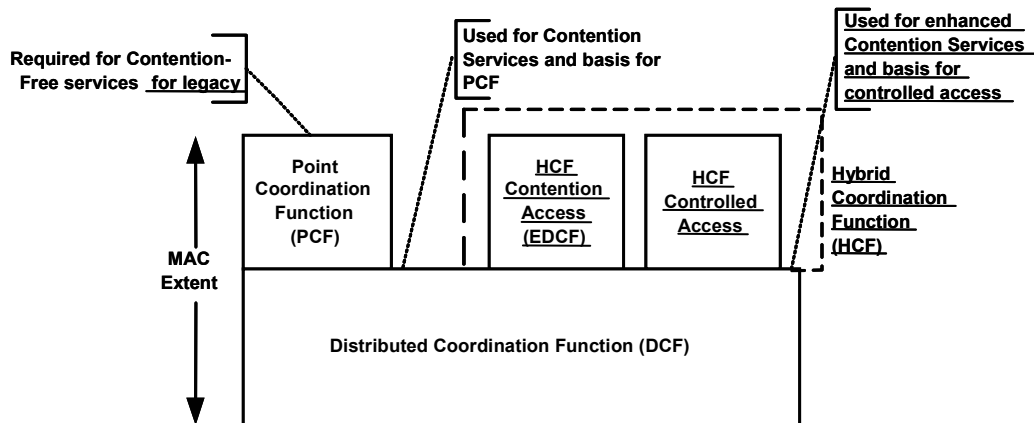 Required for Contention-
Free services for legacy
Used for Contention
Services and basis for
PCF
Used for enhanced
Contention Services
and basis for
controlled access
Point
Coordination
Function
(PCF)
HCF
Contention
Access
(EDCF)
HCF
Controlled
Access
Hybrid
Coordination
Function
(HCF)
MAC
Extent
Distributed Coordination Function (DCF)